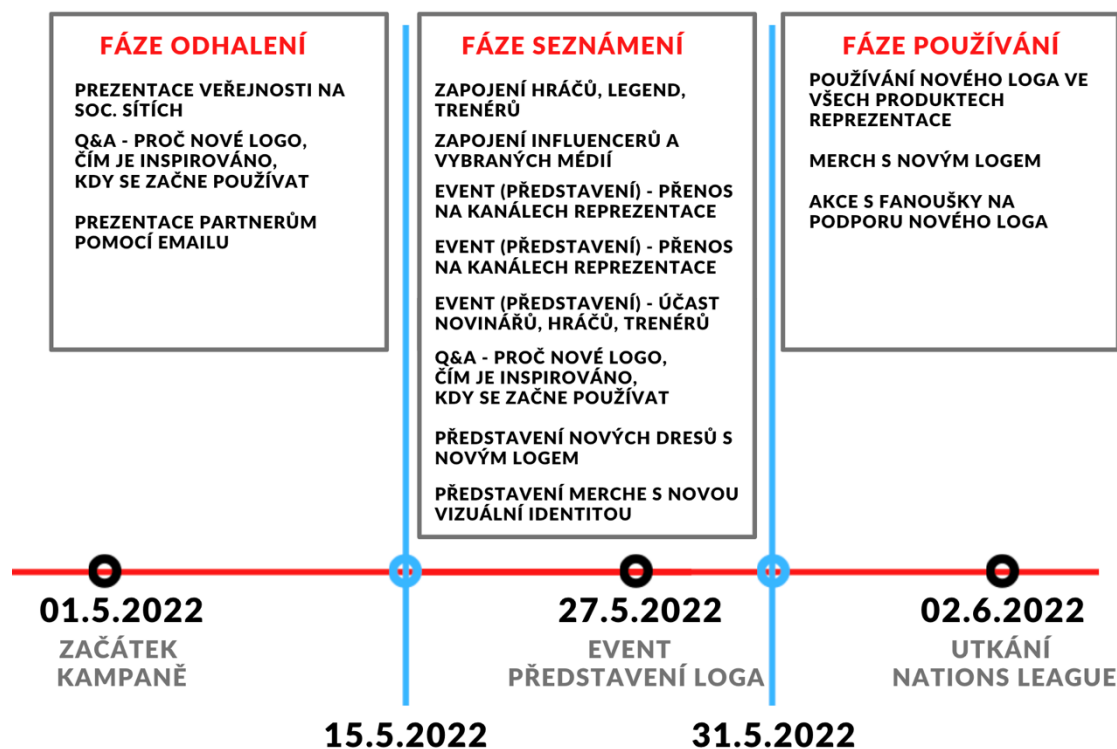 FÁZE ODHALENÍ
PREZENTACE VEŘEJNOSTI NA
SOC. SÍTÍCH
Q&A - PROČ NOVÉ LOGO,
ČÍM JE INSPIROVÁNO,
KDY SE ZAČNE POUŽÍVAT
PREZENTACE PARTNERŮM
POMOCÍ EMAILU
FÁZE SEZNÁMENÍ
ZAPOJENÍ HRÁČŮ, LEGEND,
TRENÉRŮ
ZAPOJENÍ INFLUENCERŮ A
VYBRANÝCH MÉDIÍ
EVENT (PŘEDSTAVENÍ) - PŘENOS
NA KANÁLECH REPREZENTACE
EVENT (PŘEDSTAVENÍ) - PŘENOS
NA KANÁLECH REPREZENTACE
EVENT (PŘEDSTAVENÍ) - ÚČAST
NOVINÁŘŮ, HRÁČŮ, TRENÉRŮ
Q&A - PROČ NOVÉ LOGO,
ČÍM JE INSPIROVÁNO,
KDY SE ZAČNE POUŽÍVAT
PŘEDSTAVENÍ NOVÝCH DRESŮ S
NOVÝM LOGEM
PŘEDSTAVENÍ MERCHE S NOVOU
VIZUÁLNÍ IDENTITOU
FÁZE POUŽÍVÁNÍ
POUŽÍVÁNÍ NOVÉHO LOGA VE
VŠECH PRODUKTECH
REPREZENTACE
MERCH S NOVÝM LOGEM
AKCE S FANOUŠKY NA
PODPORU NOVÉHO LOGA
01.5.2022
ZAČÁTEK
KAMPANĚ
15.5.2022
27.5.2022
EVENT
PŘEDSTAVENÍ LOGA
31.5.2022
02.6.2022
UTKÁNÍ
NATIONS LEAGUE